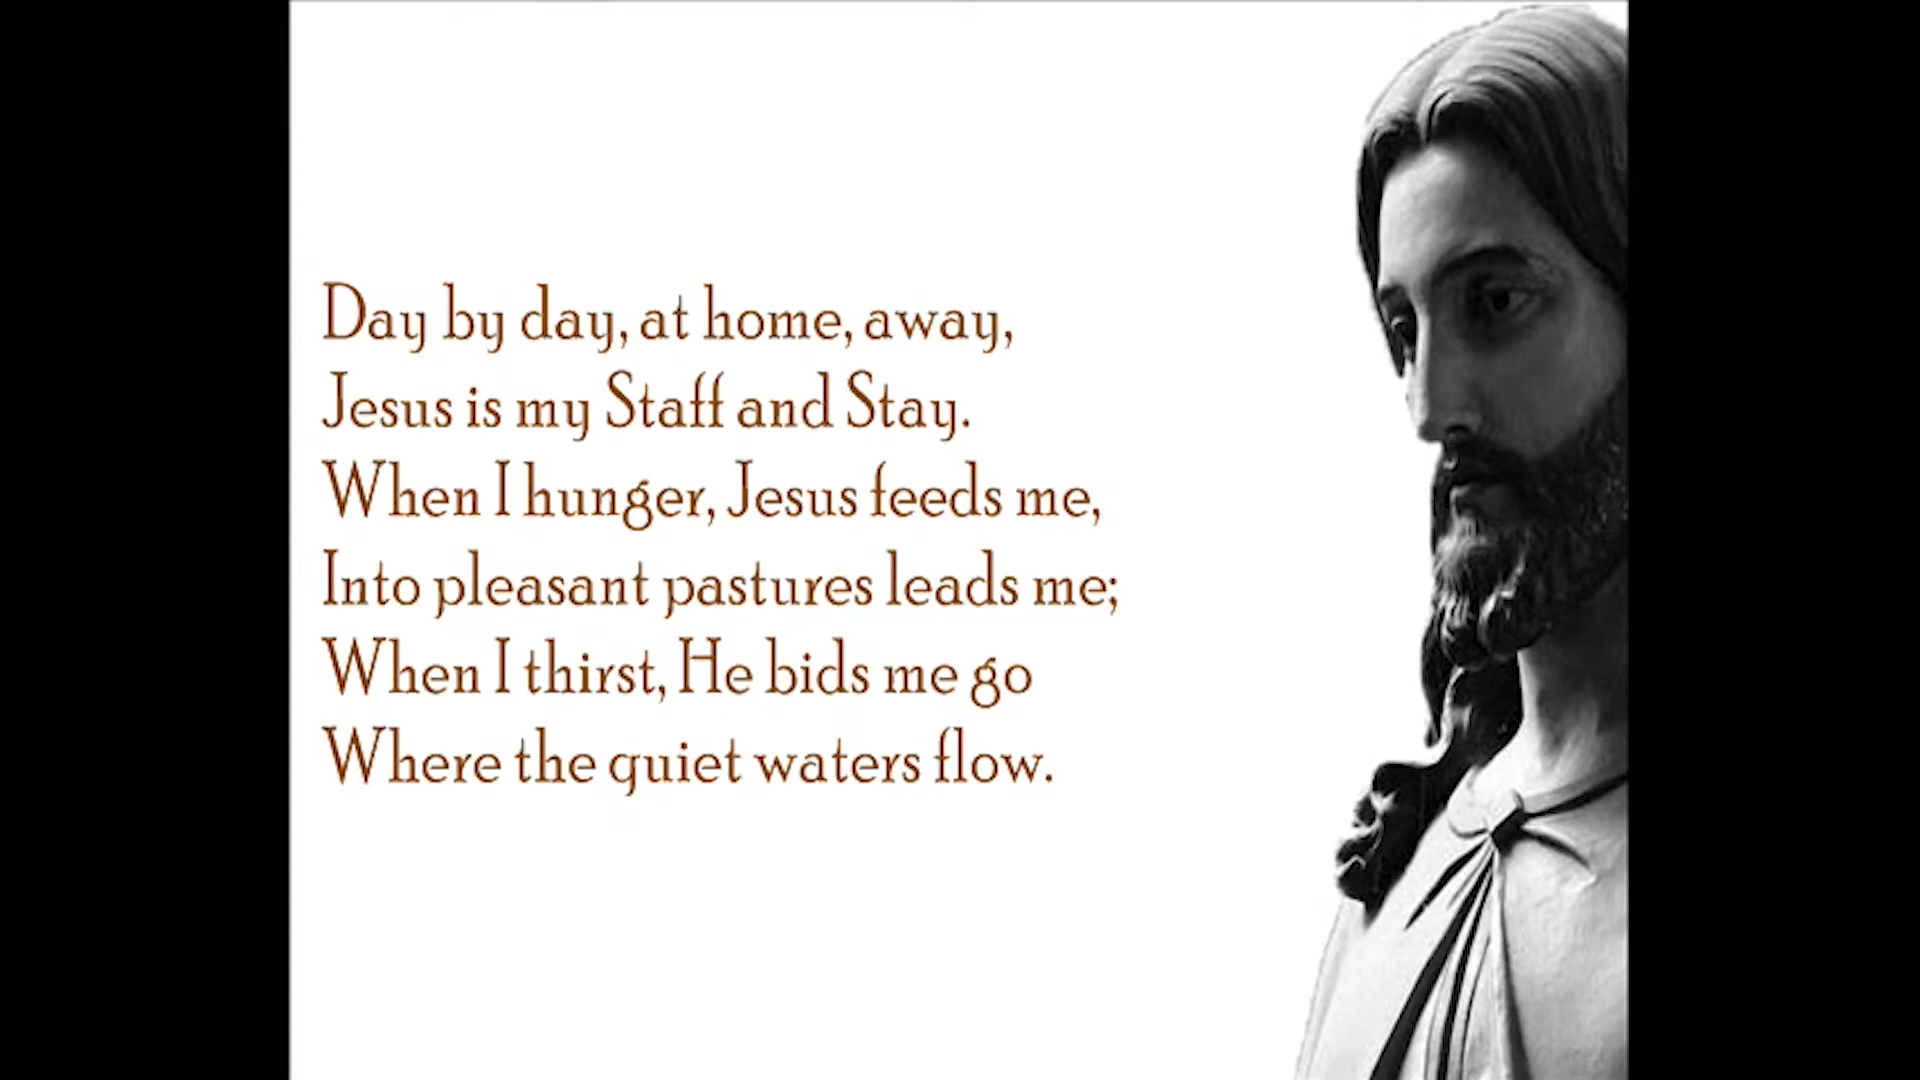 Day by day, at home, away,
Jesus is my Staff and Stay.
When I hunger, Jesus feeds me,
Into pleasant pastures leads me;
When I thirst, He bids me go
Where the quiet waters flow.